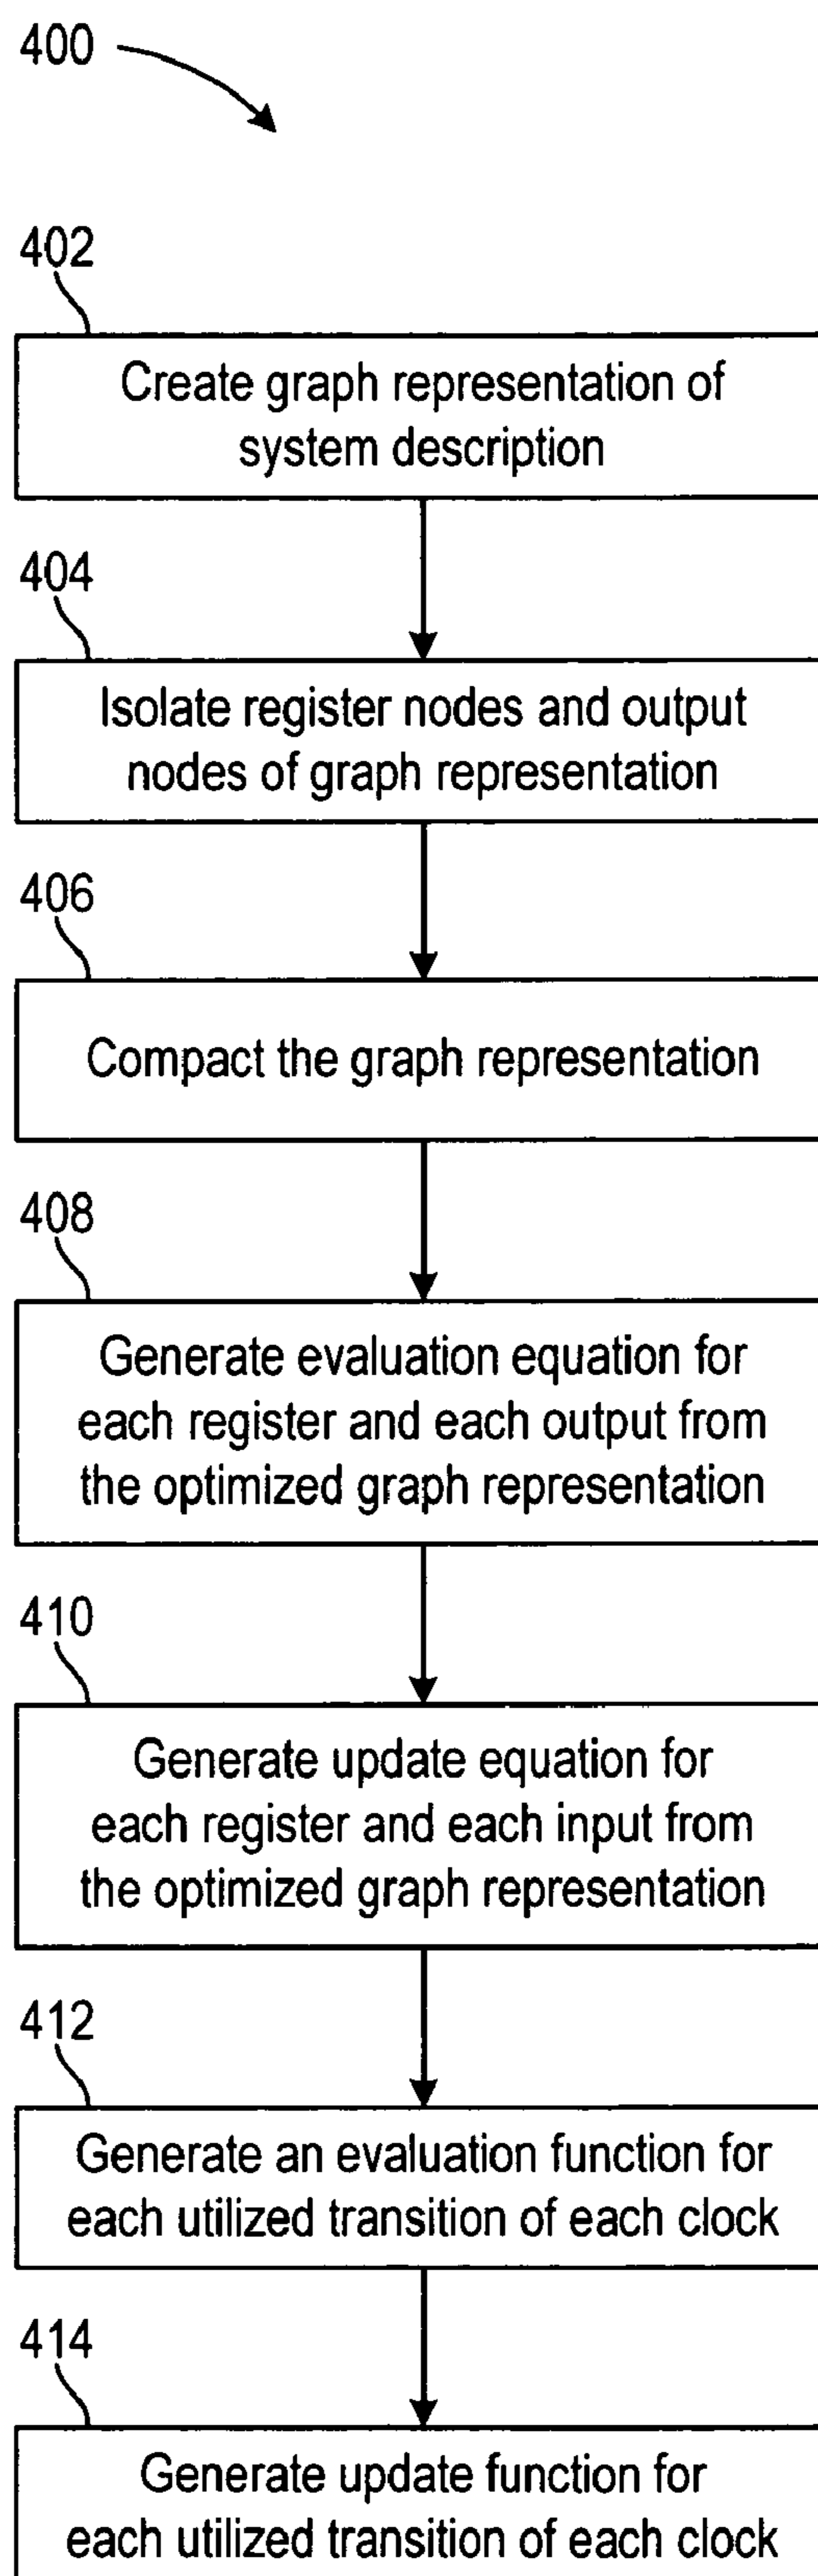 400
402
Create graph representation of
system description
404
Isolate register nodes and output
nodes of graph representation
406
Compact the graph representation
408
Generate evaluation equation for
each register and each output from
the optimized graph representation
410
Generate update equation for
each register and each input from
the optimized graph representation
412
Generate an evaluation function for
each utilized transition of each clock
414
Generate update function for
each utilized transition of each clock